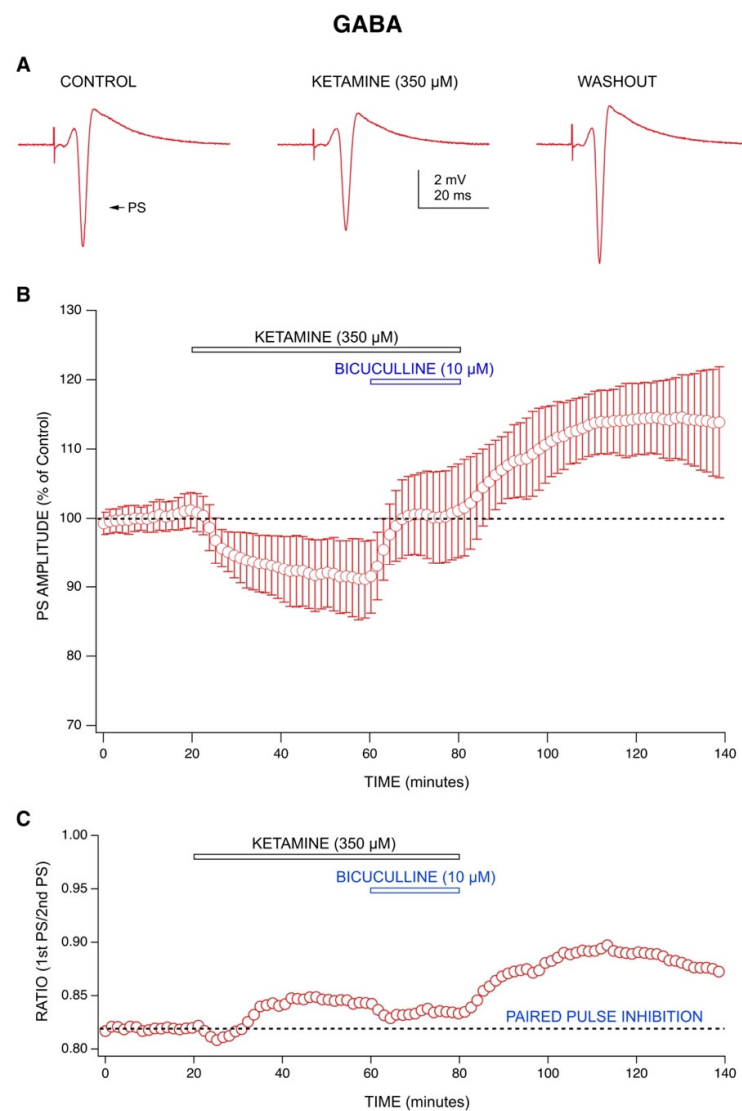 GABA
A
CONTROL
KETAMINE (350 µM)
WASHOUT
2 mV
20 ms
PS
B
130
120
110
100
90
80
70
PS AMPLITUDE (% of Control)
KETAMINE (350 µM)
BICUCULLINE (10 µM)
0 20 40 60 80 100 120 140
TIME (minutes)
C
1.00
0.95
0.90
0.85
0.80
RATIO (1st PS/2nd PS)
KETAMINE (350 µM)
BICUCULLINE (10 µM)
PAIRED PULSE INHIBITION
0 20 40 60 80 100 120 140
TIME (minutes)